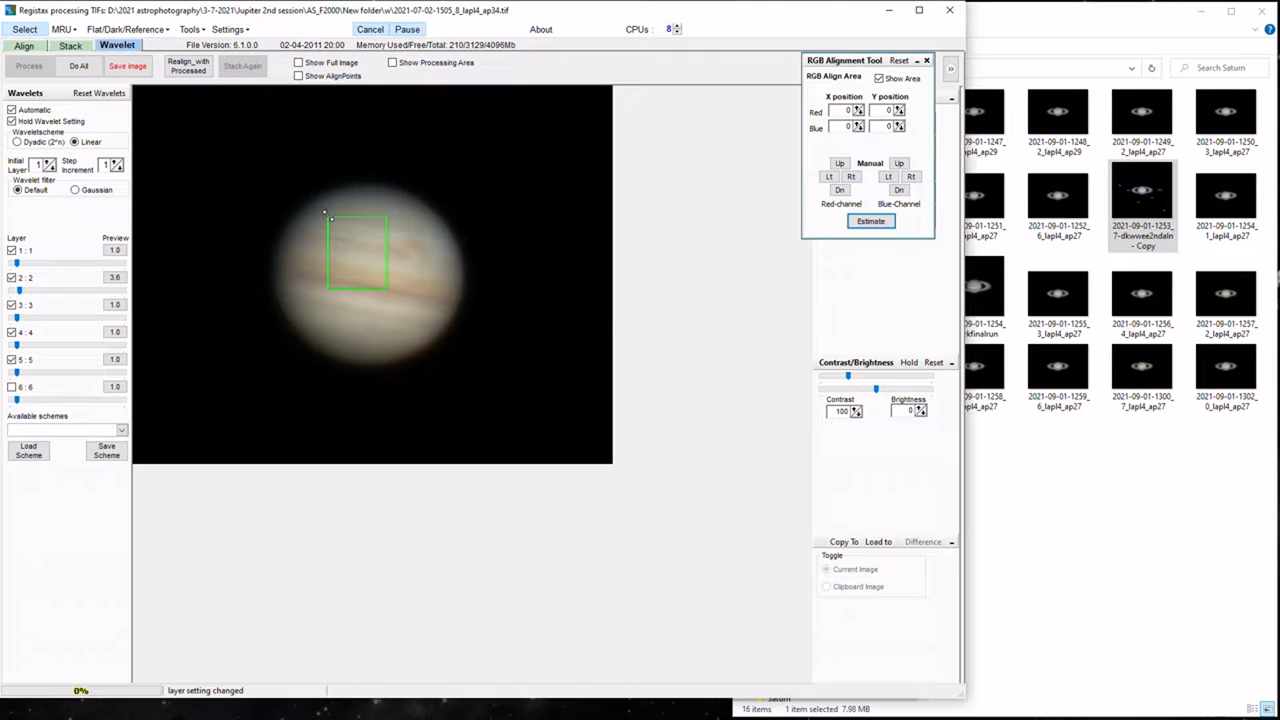 Registax processing TIFs: D:\2021 astrophotography\3-7-2021\Jupiter 2nd session\AS_F2000\New folder\w\2021-07-02-1505_8_lapl4_ap34.tif
Select MRU Flat/Dark/Reference Tools Settings Cancel Pause About CPUs: 8
Align Stack Wavelet File Version: 6.1.0.0 02-04-2011 20:00 Memory Used/Free/Total: 210/3129/4096Mb
Process Do All Save image Realign_with Processed Stack Again
Show Full Image Show Processing Area
Show AlignPoints
Wavelets Reset Wavelets
Automatic
Hold Wavelet Setting
Waveletscheme
Dyadic (2^n) Linear
Initial Layer 1 Step Increment 1
Wavelet filter
Default Gaussian
Layer Preview
1 : 1 1.0
2 : 2 3.6
3 : 3 1.0
4 : 4 1.0
5 : 5 1.0
6 : 6 1.0
Available schemes
Load Scheme Save Scheme
RGB Alignment Tool Reset
RGB Align Area Show Area
X position Y position
Red 0 0
Blue 0 0
Up Manual Up
Lt Rt Lt Rt
Dn Dn
Red-channel Blue-Channel
Estimate
Contrast/Brightness Hold Reset
Contrast Brightness
100 0
Copy To Load to Difference
Toggle
Current Image
Clipboard Image
0% layer setting changed
Search Saturn
2021-09-01-1248_2_lapl4_ap27
2021-09-01-1250_3_lapl4_ap27
2021-09-01-1252_6_lapl4_ap27
2021-09-01-1253_7-dkwwee2ndaln - Copy
2021-09-01-1254_1_lapl4_ap27
2021-09-01-1255_3_lapl4_ap27
2021-09-01-1256_4_lapl4_ap27
2021-09-01-1257_2_lapl4_ap27
2021-09-01-1259_6_lapl4_ap27
2021-09-01-1300_7_lapl4_ap27
2021-09-01-1302_0_lapl4_ap27
Saturn
16 items 1 item selected 7.98 MB